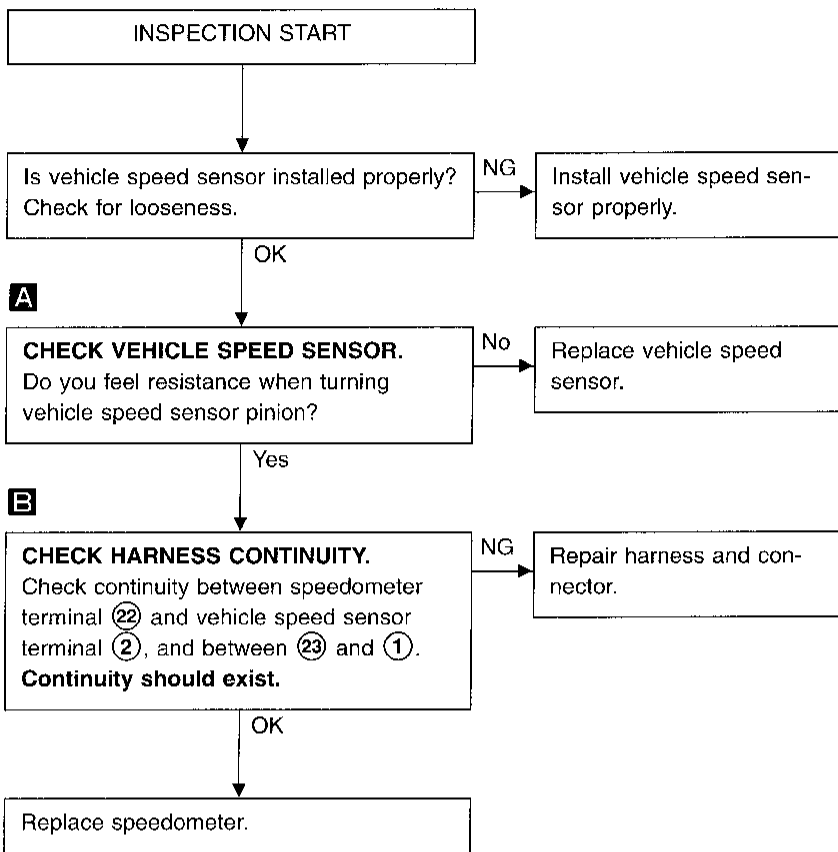 INSPECTION START
Is vehicle speed sensor installed properly?
Check for looseness.
NG
Install vehicle speed sen-
sor properly.
OK
A
CHECK VEHICLE SPEED SENSOR.
Do you feel resistance when turning
vehicle speed sensor pinion?
No
Replace vehicle speed
sensor.
Yes
B
CHECK HARNESS CONTINUITY.
Check continuity between speedometer
terminal ㉒ and vehicle speed sensor
terminal ②, and between ㉓ and ①.
Continuity should exist.
NG
Repair harness and con-
nector.
OK
Replace speedometer.